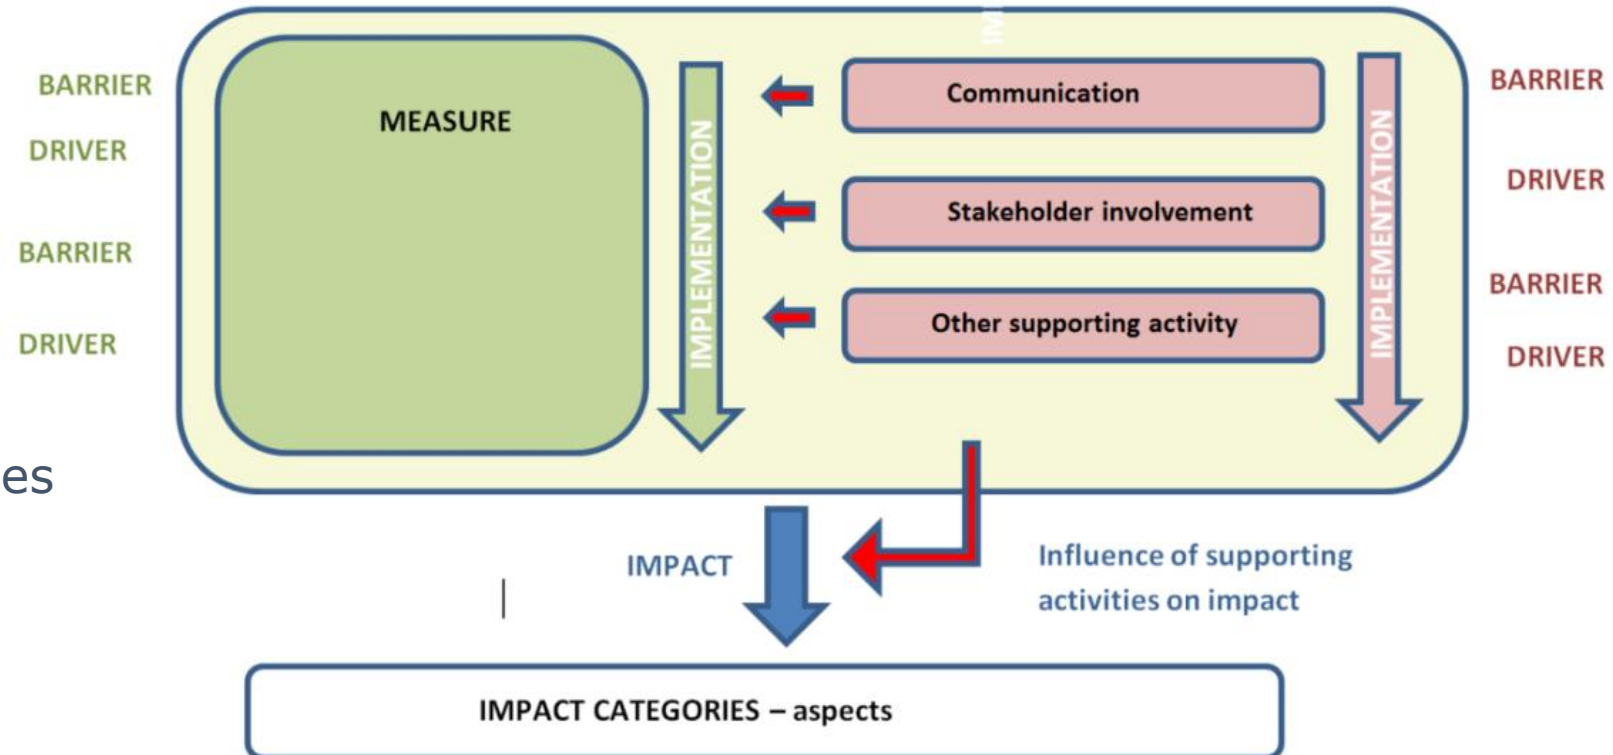 IM
BARRIER
DRIVER
BARRIER
DRIVER
MEASURE
IMPLEMENTATION
Communication
Stakeholder involvement
Other supporting activity
IMPLEMENTATION
BARRIER
DRIVER
BARRIER
DRIVER
es
IMPACT
Influence of supporting
activities on impact
IMPACT CATEGORIES – aspects